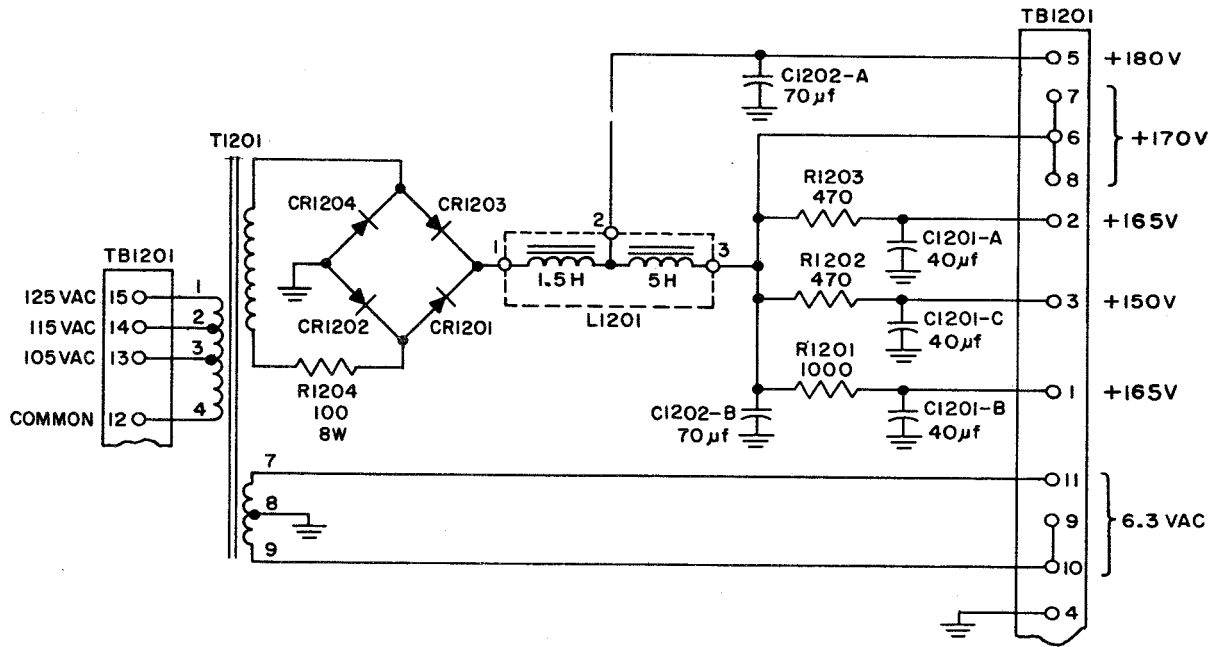 TB1201
5 +180V
C1202-A
70µf
7
T1201
6 +170V
8
R1203
470
CR1204 CR1203
2 2 +165V
TB1201
1 3
C1201-A
40µf
R1202
470
1.5H 5H
1
125 VAC 15
3 +150V
CR1202 CR1201
L1201
2
115 VAC 14
C1201-C
40µf
3
105 VAC 13
R1201
1000
R1204
100
8W
1 +165V
4
COMMON 12
C1202-B
70µf
C1201-B
40µf
7
11
8
9 6.3 VAC
9
10
4